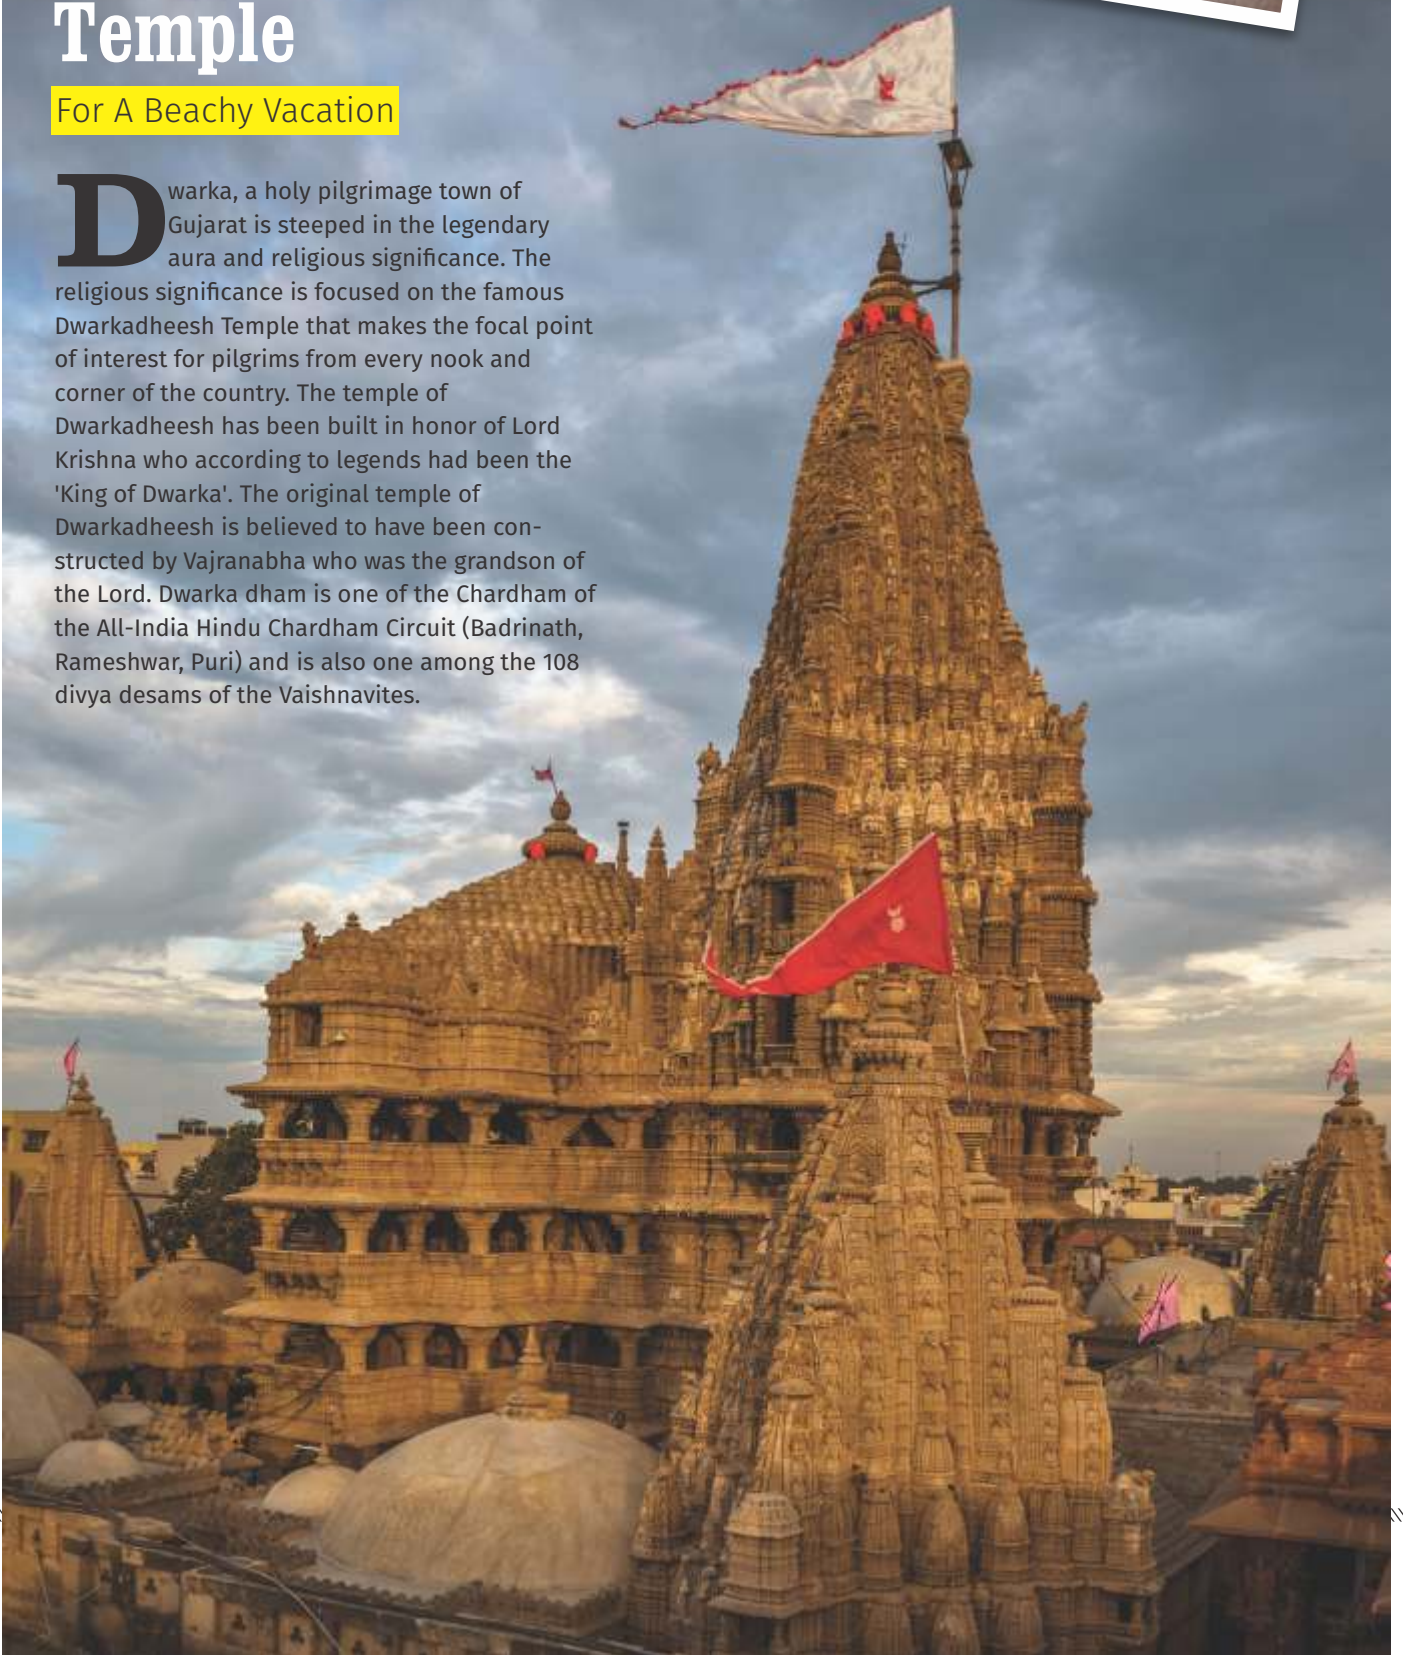 Temple
For A Beachy Vacation
Dwarka, a holy pilgrimage town of
Gujarat is steeped in the legendary
aura and religious significance. The
religious significance is focused on the famous
Dwarkadheesh Temple that makes the focal point
of interest for pilgrims from every nook and
corner of the country. The temple of
Dwarkadheesh has been built in honor of Lord
Krishna who according to legends had been the
'King of Dwarka'. The original temple of
Dwarkadheesh is believed to have been con-
structed by Vajranabha who was the grandson of
the Lord. Dwarka dham is one of the Chardham of
the All-India Hindu Chardham Circuit (Badrinath,
Rameshwar, Puri) and is also one among the 108
divya desams of the Vaishnavites.